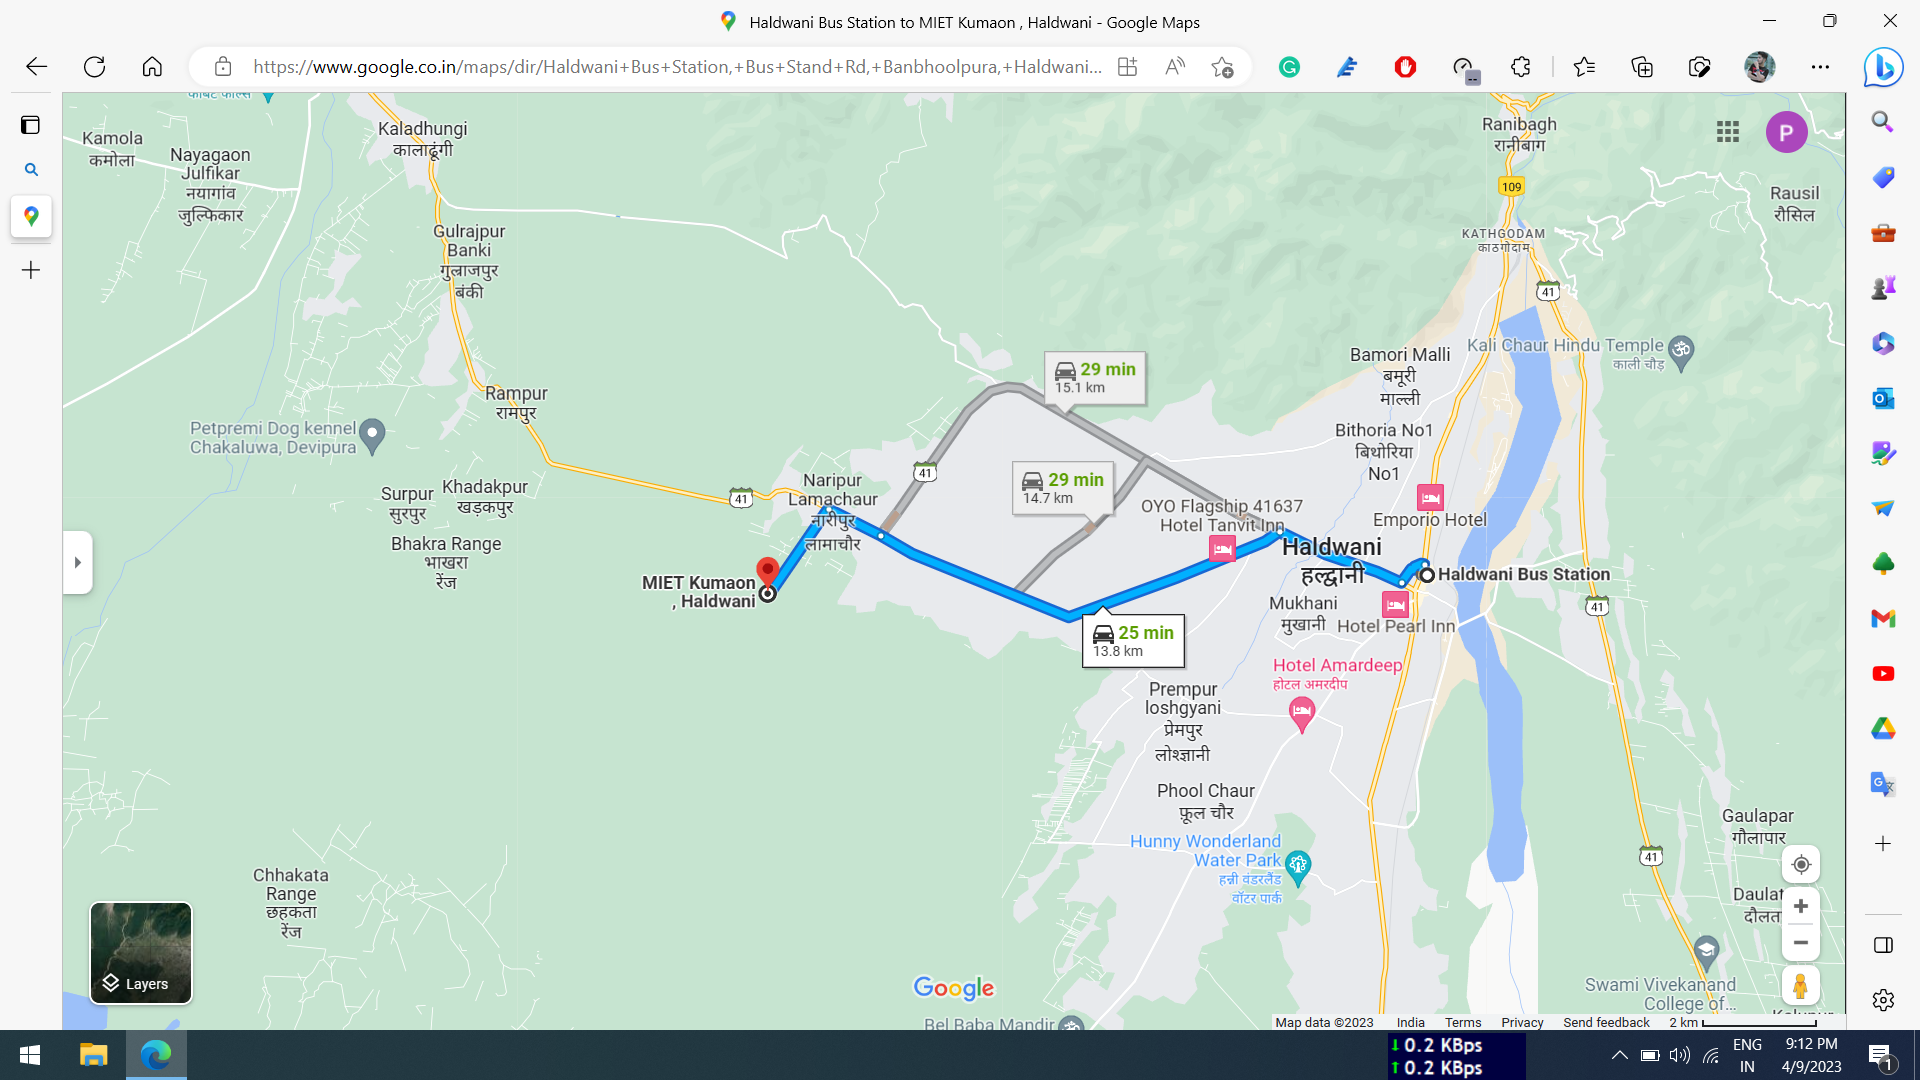 Haldwani Bus Station to MIET Kumaon , Haldwani - Google Maps
https://www.google.co.in/maps/dir/Haldwani+Bus+Station,+Bus+Stand+Rd,+Banbhoolpura,+Haldwani...
Kamola
कमोला
Nayagaon
Julfikar
नयागांव
जुल्फिकार
Kaladhungi
कालाढूंगी
Gulrajpur
Banki
गुलराजपुर
बंकी
Rampur
रामपुर
Petpremi Dog kennel
Chakaluwa, Devipura
Surpur
सुरपुर
Khadakpur
खड़कपुर
Bhakra Range
भाखरा
रेंज
41
Naripur
Lamachaur
नारीपुर
लामाचौर
41
MIET Kumaon
, Haldwani
29 min
15.1 km
29 min
14.7 km
25 min
13.8 km
OYO Flagship 41637
Hotel Tanvit Inn
Haldwani
हल्द्वानी
Haldwani Bus Station
Mukhani
मुखानी
Hotel Pearl Inn
Emporio Hotel
Bithoria No1
बिथोरिया
No1
Bamori Malli
बमूरी
माल्ली
Kali Chaur Hindu Temple
काली चौड़
Ranibagh
रानीबाग
109
KATHGODAM
काठगोदाम
41
Rausil
रौसिल
P
41
Hotel Amardeep
होटल अमरदीप
Prempur
loshgyani
प्रेमपुर
लोश्ज्ञानी
Phool Chaur
फूल चौर
Hunny Wonderland
Water Park
हन्नी वंडरलैंड
वॉटर पार्क
41
Gaulapar
गौलापार
Daulat
दौलत
Swami Vivekanand
College of...
Chhakata
Range
छहकता
रेंज
Layers
Google
Bel Baba Mandir
Map data ©2023
India
Terms
Privacy
Send feedback
2 km
0.2 KBps
0.2 KBps
ENG
IN
9:12 PM
4/9/2023
1